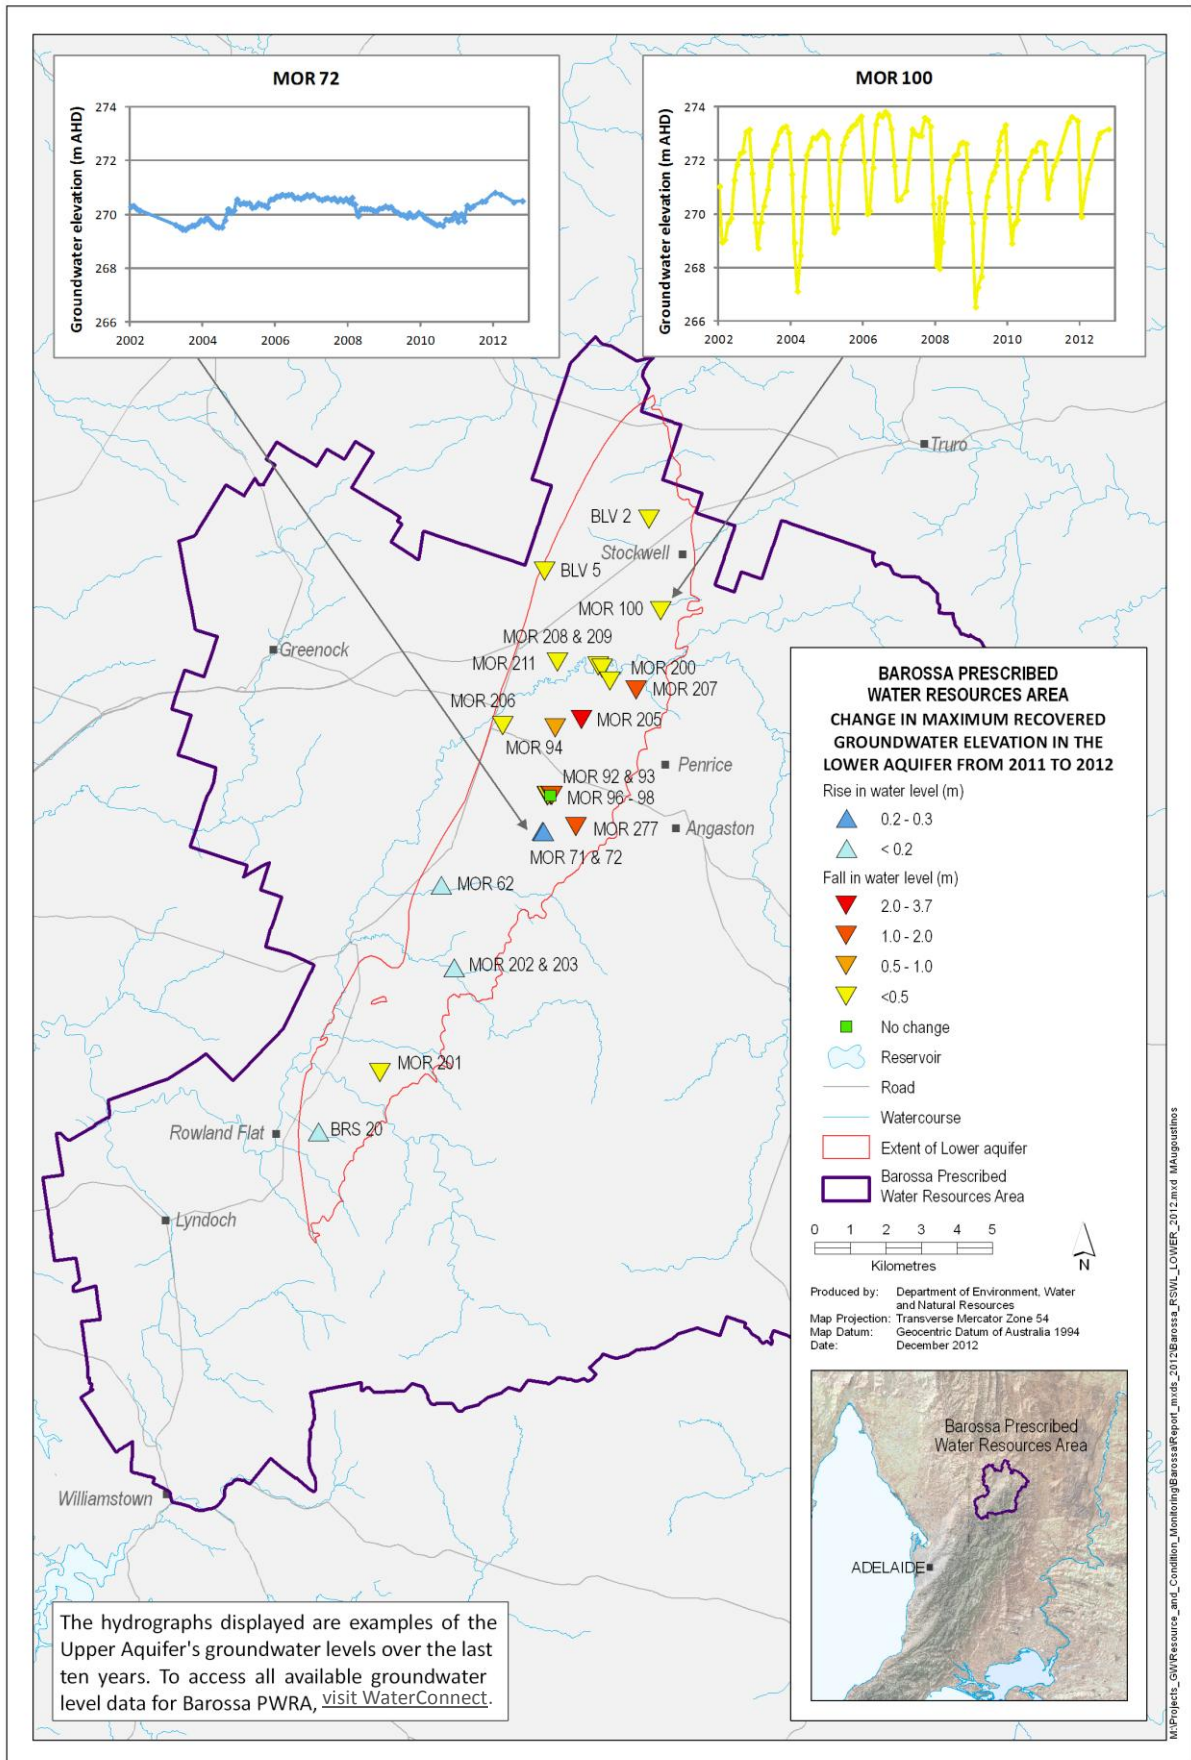 MOR 72
Groundwater elevation (m AHD)
274
272
270
268
266
2002 2004 2006 2008 2010 2012
MOR 100
Groundwater elevation (m AHD)
274
272
270
268
266
2002 2004 2006 2008 2010 2012
Truro
BLV 2
Stockwell
BLV 5
MOR 100
MOR 208 & 209
Greenock
MOR 211
MOR 200
MOR 207
MOR 206
MOR 205
MOR 94
Penrice
MOR 92 & 93
MOR 96 - 98
MOR 277
Angaston
MOR 71 & 72
MOR 62
MOR 202 & 203
MOR 201
BRS 20
Rowland Flat
Lyndoch
Williamstown
BAROSSA PRESCRIBED
WATER RESOURCES AREA
CHANGE IN MAXIMUM RECOVERED
GROUNDWATER ELEVATION IN THE
LOWER AQUIFER FROM 2011 TO 2012
Rise in water level (m)
0.2 - 0.3
< 0.2
Fall in water level (m)
2.0 - 3.7
1.0 - 2.0
0.5 - 1.0
<0.5
No change
Reservoir
Road
Watercourse
Extent of Lower aquifer
Barossa Prescribed
Water Resources Area
0 1 2 3 4 5
Kilometres
N
Produced by: Department of Environment, Water
and Natural Resources
Map Projection: Transverse Mercator Zone 54
Map Datum: Geocentric Datum of Australia 1994
Date: December 2012
Barossa Prescribed
Water Resources Area
ADELAIDE
The hydrographs displayed are examples of the
Upper Aquifer's groundwater levels over the last
ten years. To access all available groundwater
level data for Barossa PWRA, visit WaterConnect.
M:\Projects_GW\Resource_and_Condition_Monitoring\Barossa\Report_mxds_2012\Barossa_RSWL_LOWER_2012.mxd MAugoustinos